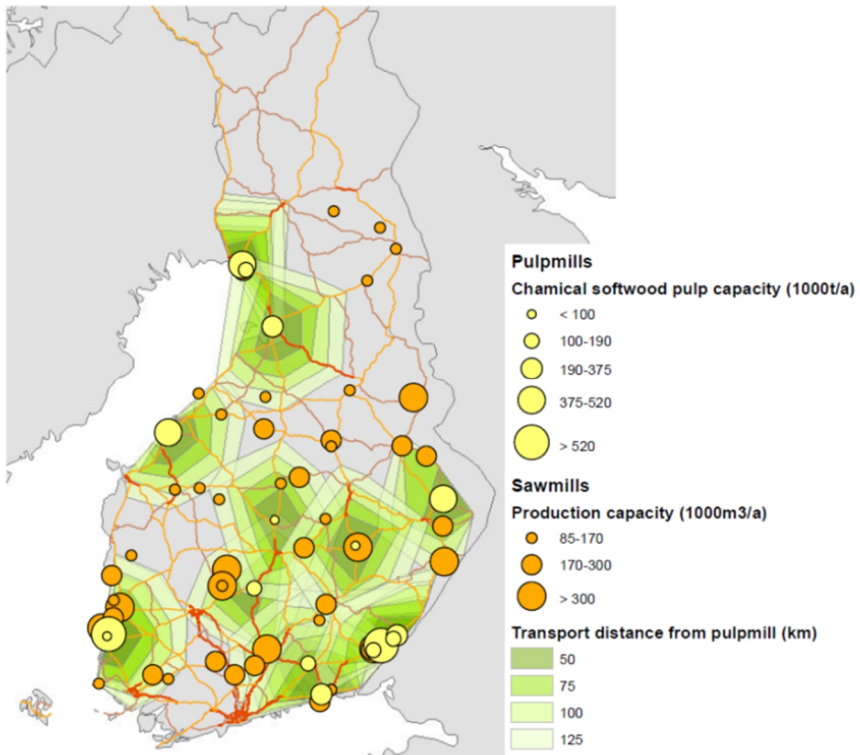 Pulpmills
Chamical softwood pulp capacity (1000t/a)
< 100
100-190
190-375
375-520
> 520
Sawmills
Production capacity (1000m3/a)
85-170
170-300
> 300
Transport distance from pulpmill (km)
50
75
100
125